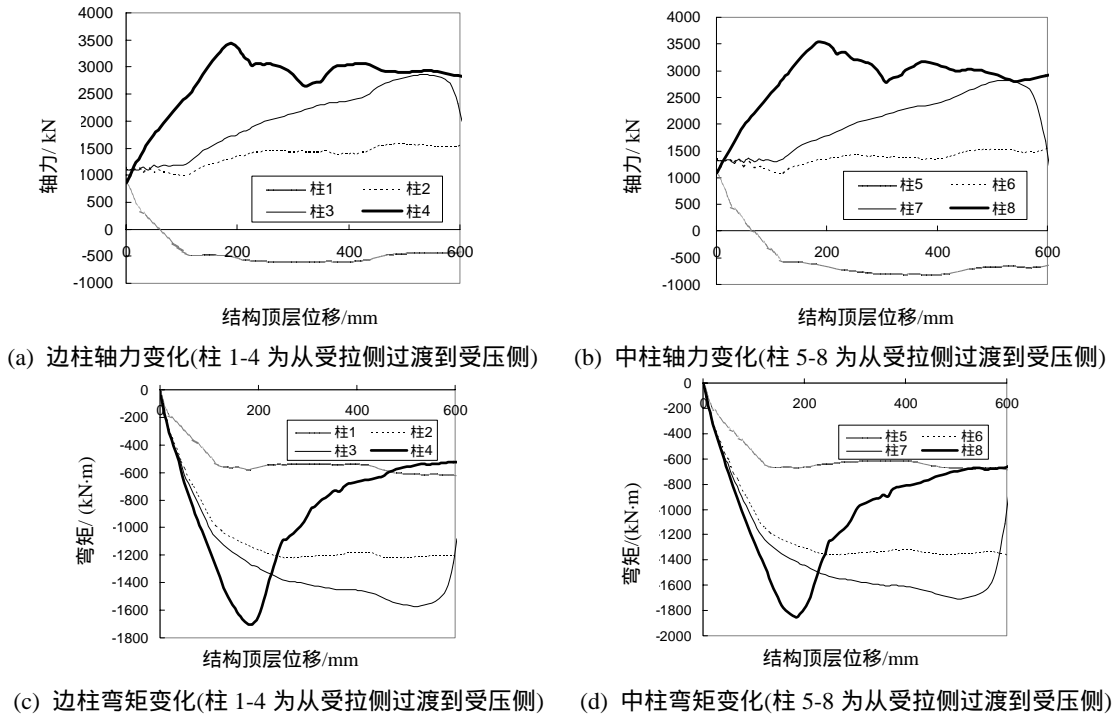 4000
3500
3000
2500
2000
1500
1000
500
0
-500
-1000
0
200
400
600
轴力/ kN
柱1 柱2
柱3 柱4
结构顶层位移/mm
(a) 边柱轴力变化(柱 1-4 为从受拉侧过渡到受压侧)
4000
3500
3000
2500
2000
1500
1000
500
0
-500
-1000
0
200
400
600
轴力/ kN
柱5 柱6
柱7 柱8
结构顶层位移/mm
(b) 中柱轴力变化(柱 5-8 为从受拉侧过渡到受压侧)
0
-200
-400
-600
-800
-1000
-1200
-1400
-1600
-1800
0
200
400
600
弯矩/ (kN·m)
柱1 柱2
柱3 柱4
结构顶层位移/mm
(c) 边柱弯矩变化(柱 1-4 为从受拉侧过渡到受压侧)
0
-200
-400
-600
-800
-1000
-1200
-1400
-1600
-1800
-2000
0
200
400
600
弯矩/(kN·m)
柱5 柱6
柱7 柱8
结构顶层位移/mm
(d) 中柱弯矩变化(柱 5-8 为从受拉侧过渡到受压侧)